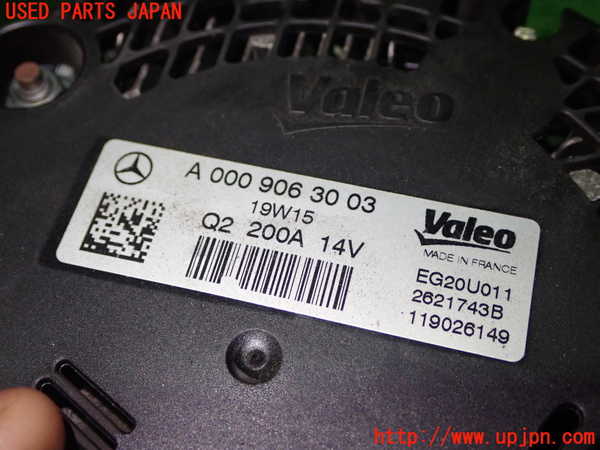 USED PARTS JAPAN
Valeo
A 000 906 30 03
19W15
Q2 200A 14V
Valeo
MADE IN FRANCE
EG20U011
2621743B
119026149
http://www.upjpn.com/